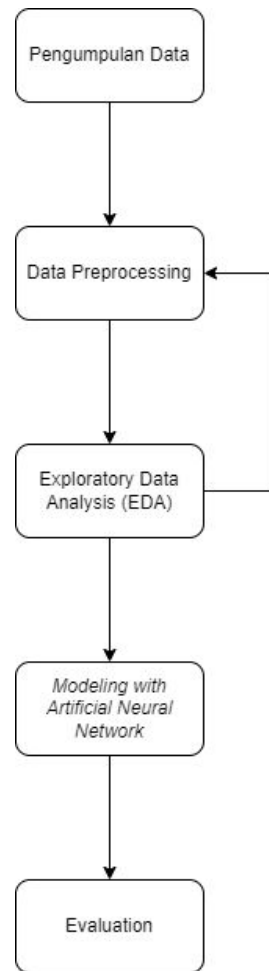 Pengumpulan Data
Data Preprocessing
Exploratory Data
Analysis (EDA)
Modeling with
Artificial Neural
Network
Evaluation